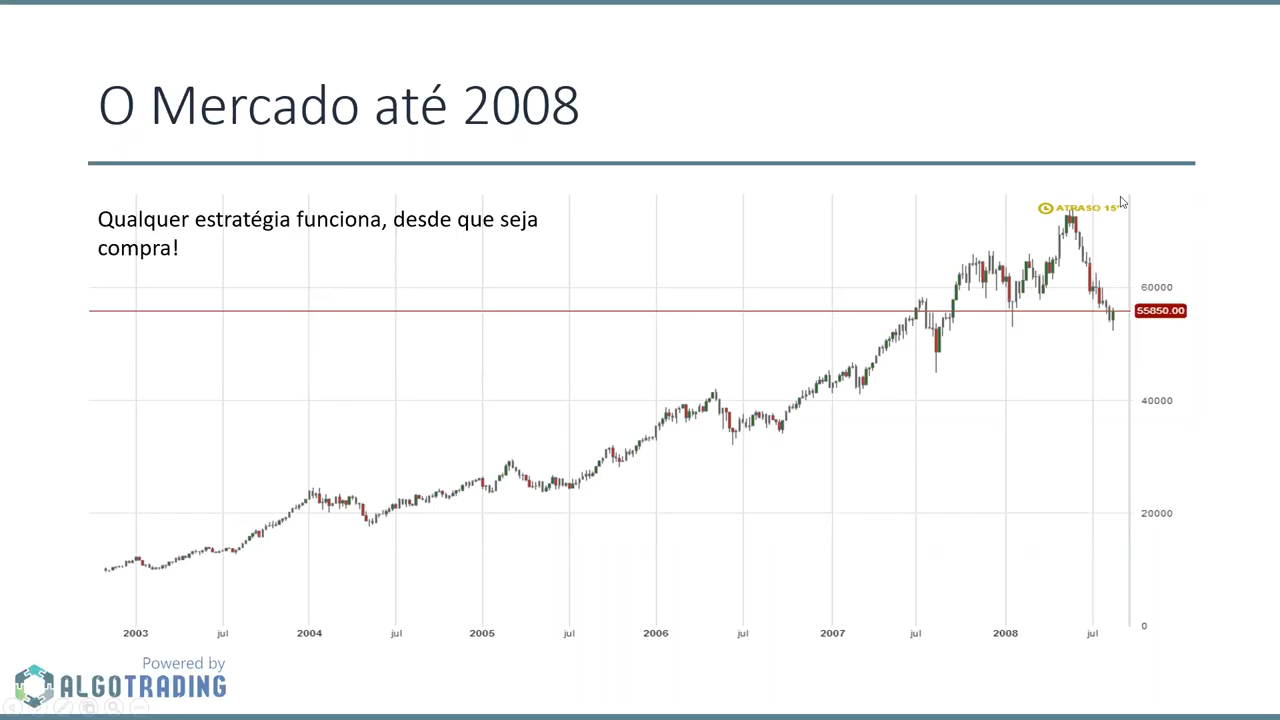 O Mercado até 2008
Qualquer estratégia funciona, desde que seja
compra!
ATRASO 15'
60000
55850.00
40000
20000
0
2003 jul 2004 jul 2005 jul 2006 jul 2007 jul 2008 jul
Powered by
ALGOTRADING